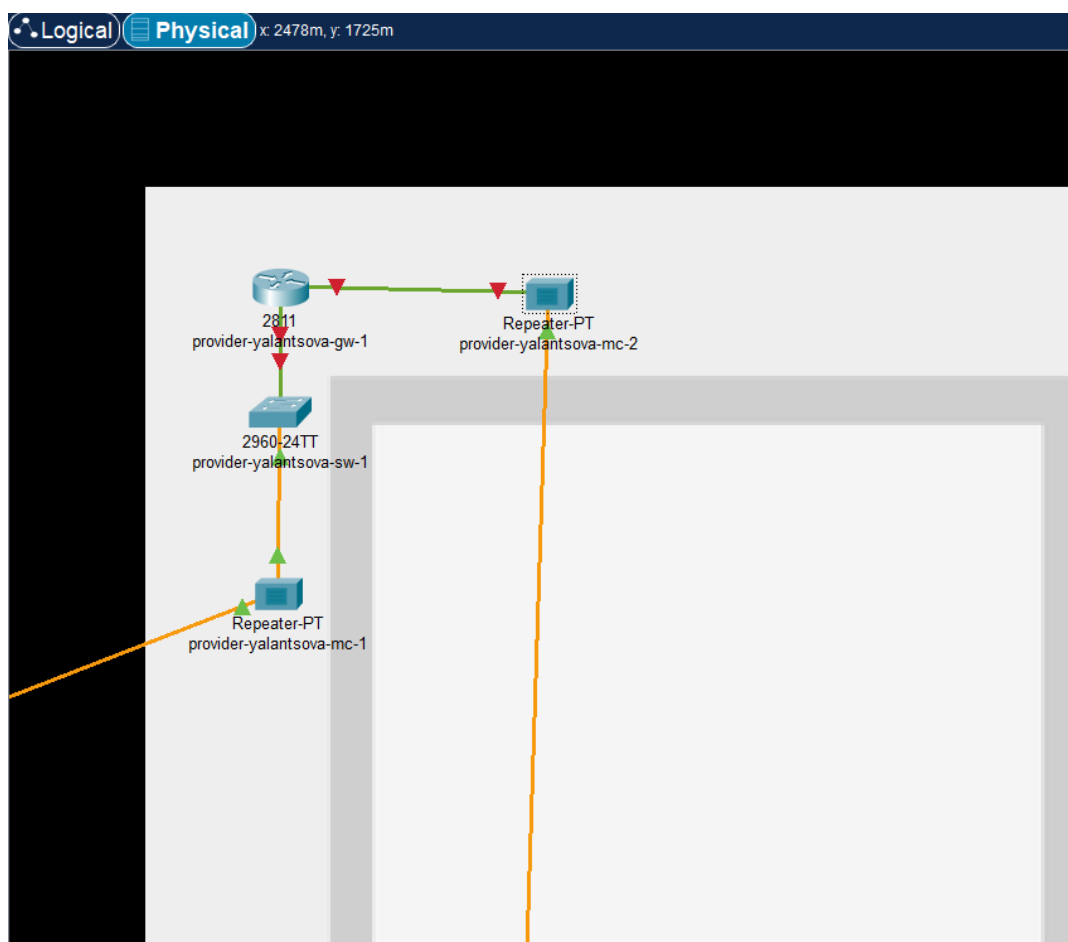 Logical Physical x: 2478m, y: 1725m
2811
provider-yalantsova-gw-1
Repeater-PT
provider-yalantsova-mc-2
2960-24TT
provider-yalantsova-sw-1
Repeater-PT
provider-yalantsova-mc-1